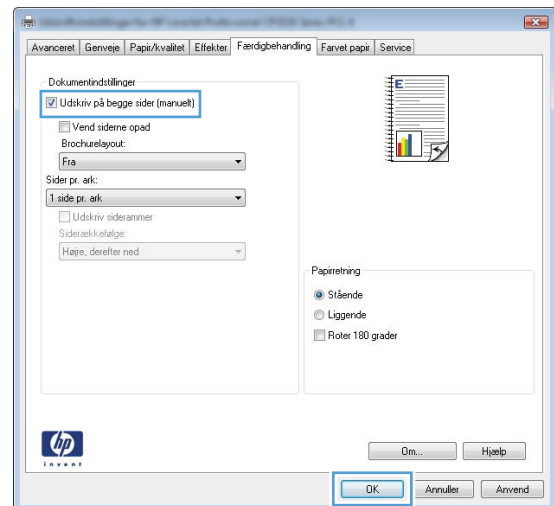 Avanceret Genveje Papir/kvalitet Effekter Færdigbehandling Farvet papir Service
Dokumentindstillinger
Udskriv på begge sider (manuelt)
Vend siderne opad
Brochurelayout:
Fra
Sider pr. ark:
1 side pr. ark
Udskriv siderammer
Siderækkefølge:
Højre, derefter ned
E
Papirretning
Stående
Liggende
Roter 180 grader
hp
invent
Om... Hjælp
OK Annuller Anvend